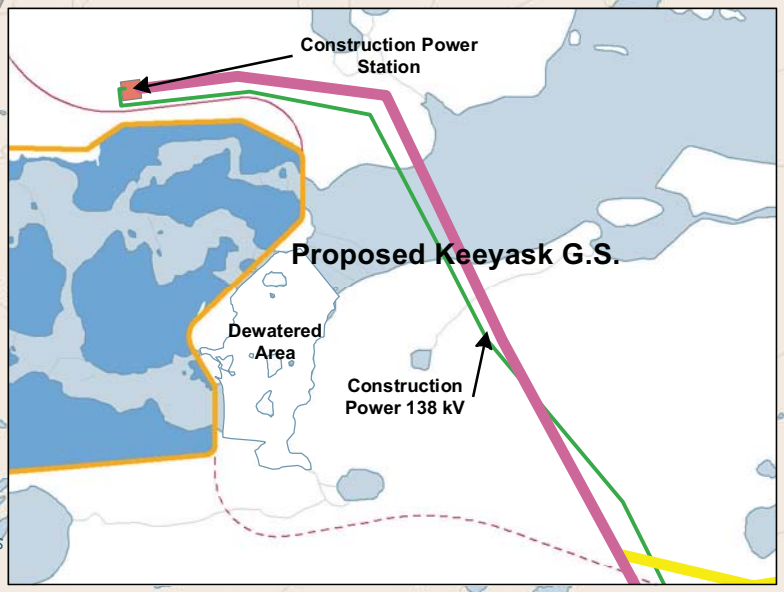 Construction Power
Station
Proposed Keeyask G.S.
Dewatered
Area
Construction
Power 138 kV